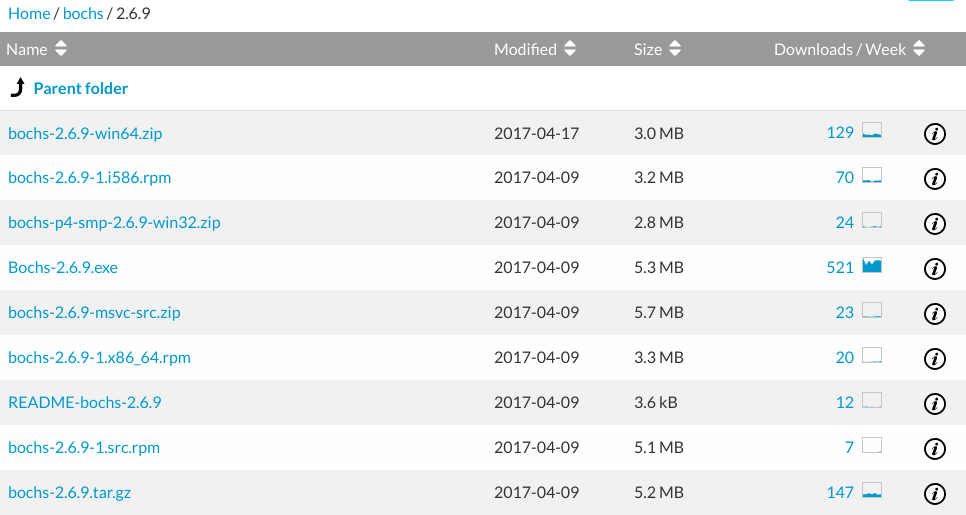 Home / bochs / 2.6.9
Name Modified Size Downloads / Week
Parent folder
bochs-2.6.9-win64.zip 2017-04-17 3.0 MB 129
bochs-2.6.9-1.i586.rpm 2017-04-09 3.2 MB 70
bochs-p4-smp-2.6.9-win32.zip 2017-04-09 2.8 MB 24
Bochs-2.6.9.exe 2017-04-09 5.3 MB 521
bochs-2.6.9-msvc-src.zip 2017-04-09 5.7 MB 23
bochs-2.6.9-1.x86_64.rpm 2017-04-09 3.3 MB 20
README-bochs-2.6.9 2017-04-09 3.6 kB 12
bochs-2.6.9-1.src.rpm 2017-04-09 5.1 MB 7
bochs-2.6.9.tar.gz 2017-04-09 5.2 MB 147